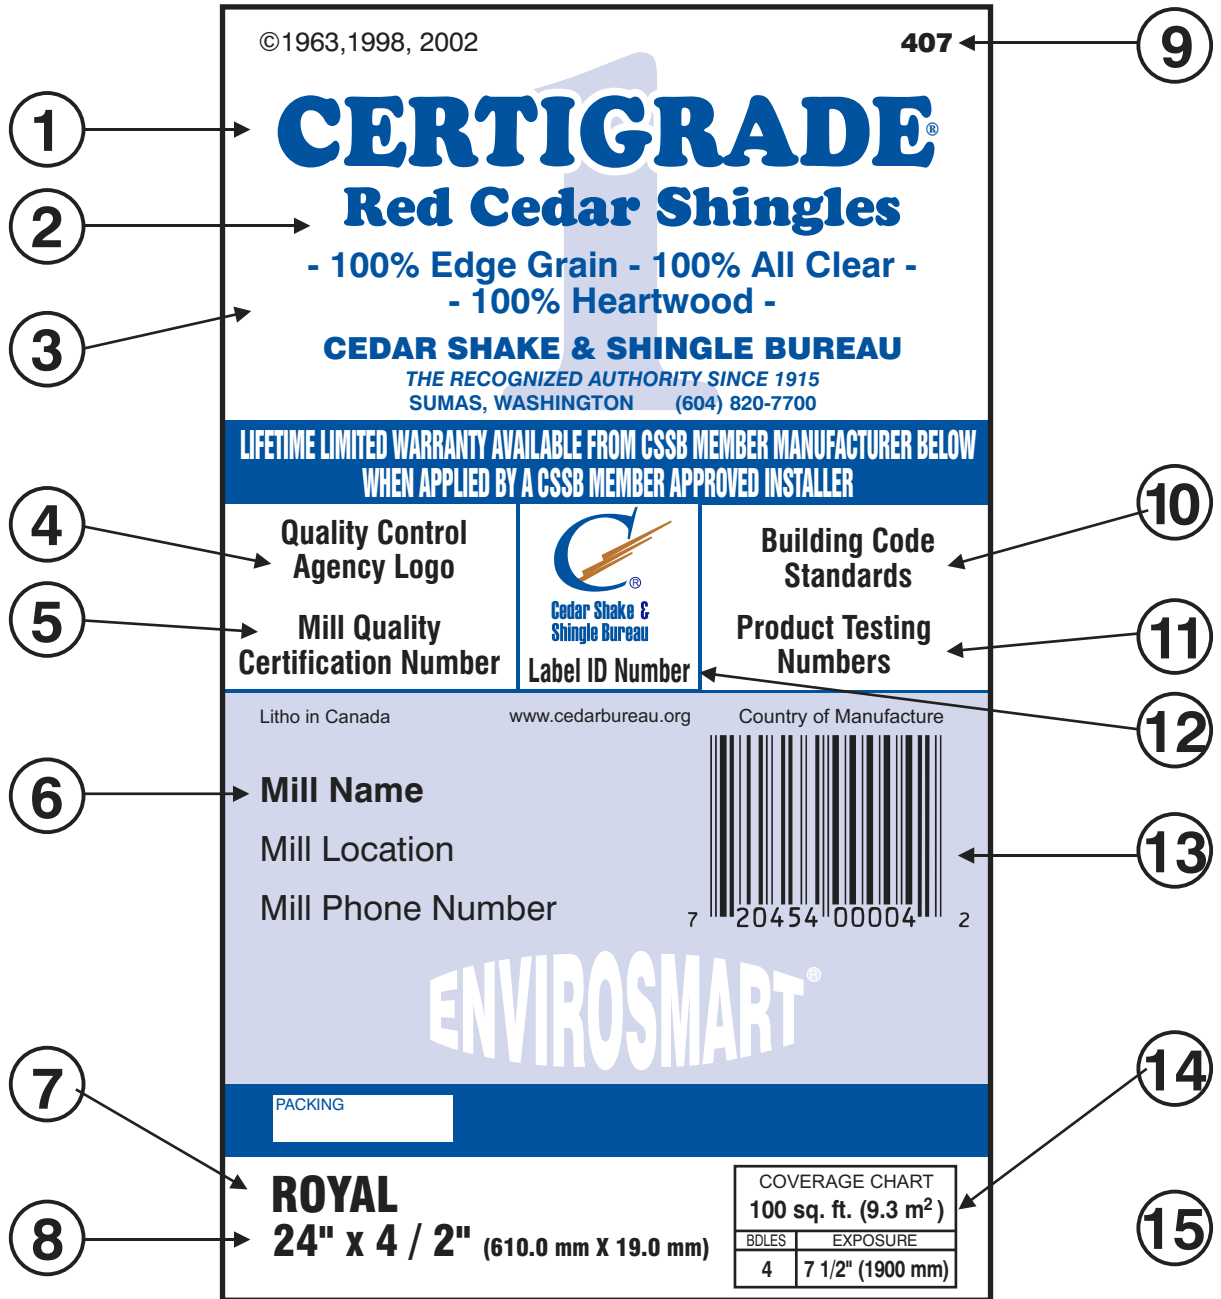 ©1963,1998, 2002
407
9
1
CERTIGRADE®
2
Red Cedar Shingles
- 100% Edge Grain - 100% All Clear -
- 100% Heartwood -
3
CEDAR SHAKE & SHINGLE BUREAU
THE RECOGNIZED AUTHORITY SINCE 1915
SUMAS, WASHINGTON (604) 820-7700
1
LIFETIME LIMITED WARRANTY AVAILABLE FROM CSSB MEMBER MANUFACTURER BELOW
WHEN APPLIED BY A CSSB MEMBER APPROVED INSTALLER
4
Quality Control
Agency Logo
5
Mill Quality
Certification Number
C®
Cedar Shake &
Shingle Bureau
Label ID Number
10
Building Code
Standards
11
Product Testing
Numbers
12
Litho in Canada
www.cedarbureau.org
Country of Manufacture
6
Mill Name
Mill Location
Mill Phone Number
13
7 20454 00004 2
ENVIROSMART®
7
PACKING
14
ROYAL
8
24" x 4 / 2" (610.0 mm X 19.0 mm)
COVERAGE CHART
100 sq. ft. (9.3 m²)
BDLES EXPOSURE
4 7 1/2" (1900 mm)
15